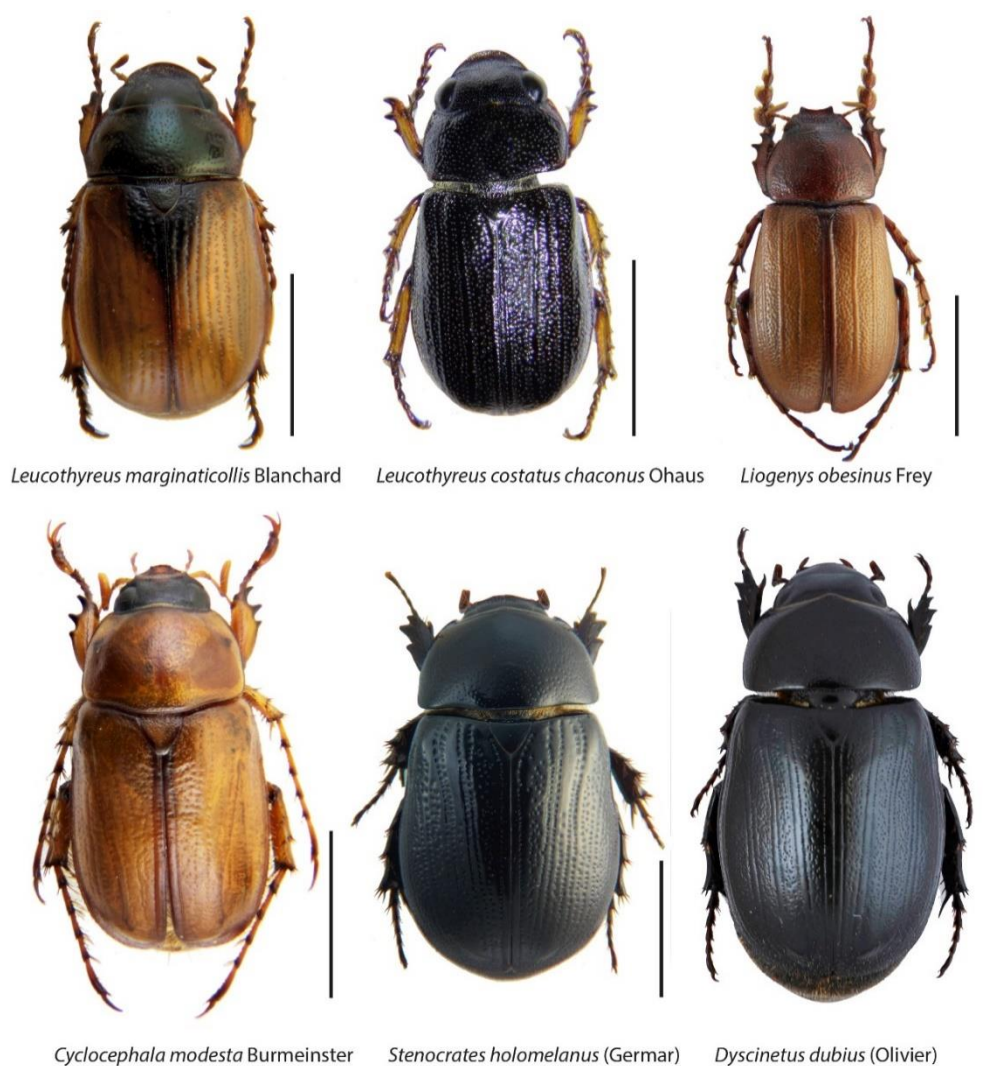 Leucothyreus marginaticollis Blanchard
Leucothyreus costatus chaconus Ohaus
Liogenys obesinus Frey
Cyclocephala modesta Burmeinster
Stenocrates holomelanus (Germar)
Dyscinetus dubius (Olivier)